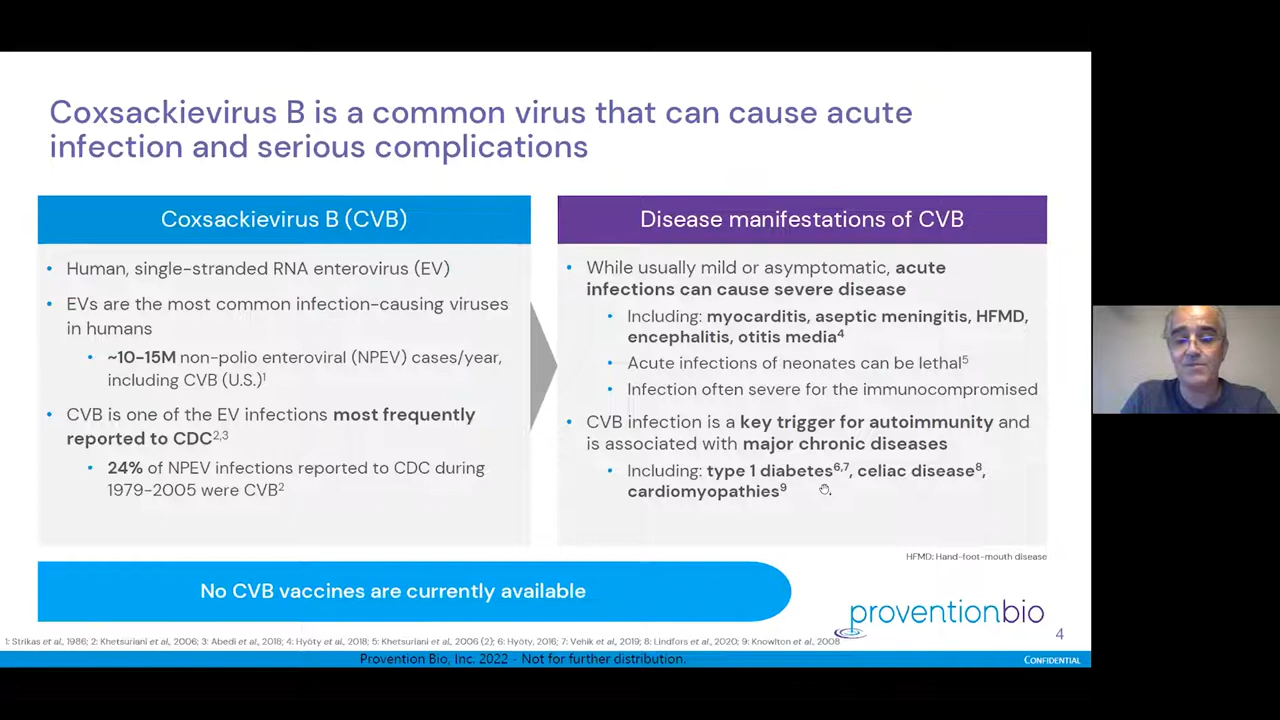 Coxsackievirus B is a common virus that can cause acute
infection and serious complications
Coxsackievirus B (CVB)
• Human, single-stranded RNA enterovirus (EV)
• EVs are the most common infection-causing viruses
in humans
• ~10-15M non-polio enteroviral (NPEV) cases/year,
including CVB (U.S.)¹
• CVB is one of the EV infections most frequently
reported to CDC²,³
• 24% of NPEV infections reported to CDC during
1979-2005 were CVB²
Disease manifestations of CVB
• While usually mild or asymptomatic, acute
infections can cause severe disease
• Including: myocarditis, aseptic meningitis, HFMD,
encephalitis, otitis media⁴
• Acute infections of neonates can be lethal⁵
• Infection often severe for the immunocompromised
• CVB infection is a key trigger for autoimmunity and
is associated with major chronic diseases
• Including: type 1 diabetes⁶,⁷, celiac disease⁸,
cardiomyopathies⁹
HFMD: Hand-foot-mouth disease
No CVB vaccines are currently available
proventionbio
4
1: Strikas et al., 1986; 2: Khetsuriani et al., 2006; 3: Abedi et al., 2018; 4: Hyöty et al., 2018; 5: Khetsuriani et al., 2006 (2); 6: Hyöty, 2016; 7: Vehik et al., 2019; 8: Lindfors et al., 2020; 9: Knowlton et al., 2008
Provention Bio, Inc. 2022 - Not for further distribution.
CONFIDENTIAL